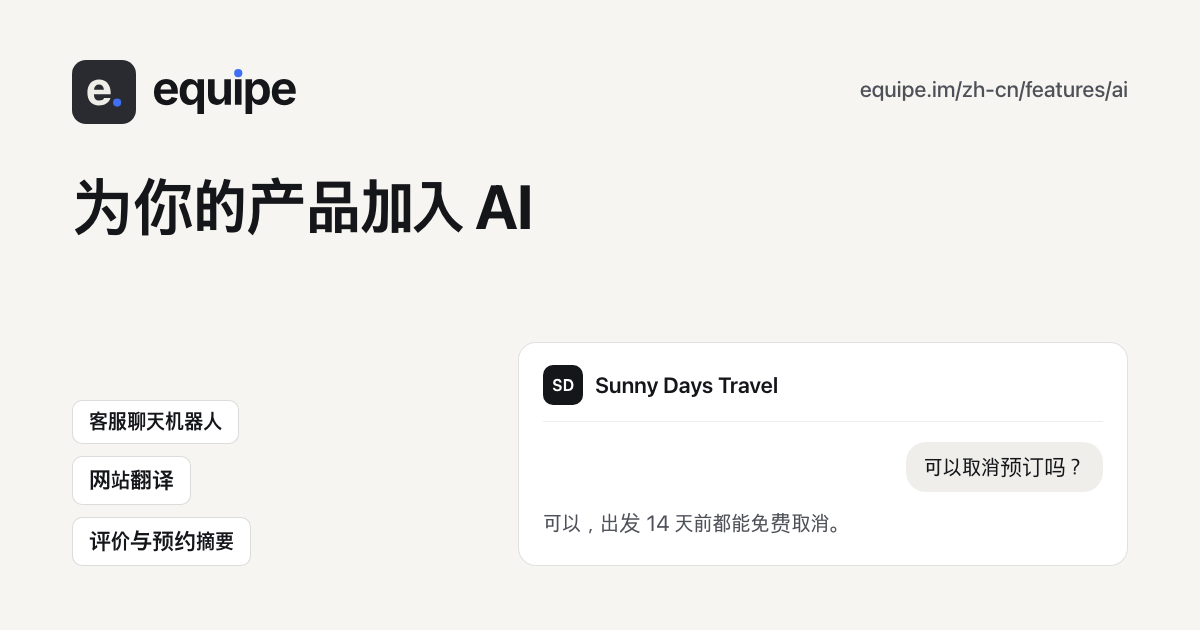 e.
equipe
equipe.im/zh-cn/features/ai
为你的产品加入 AI
客服聊天机器人
网站翻译
评价与预约摘要
SD
Sunny Days Travel
可以取消预订吗？
可以，出发 14 天前都能免费取消。